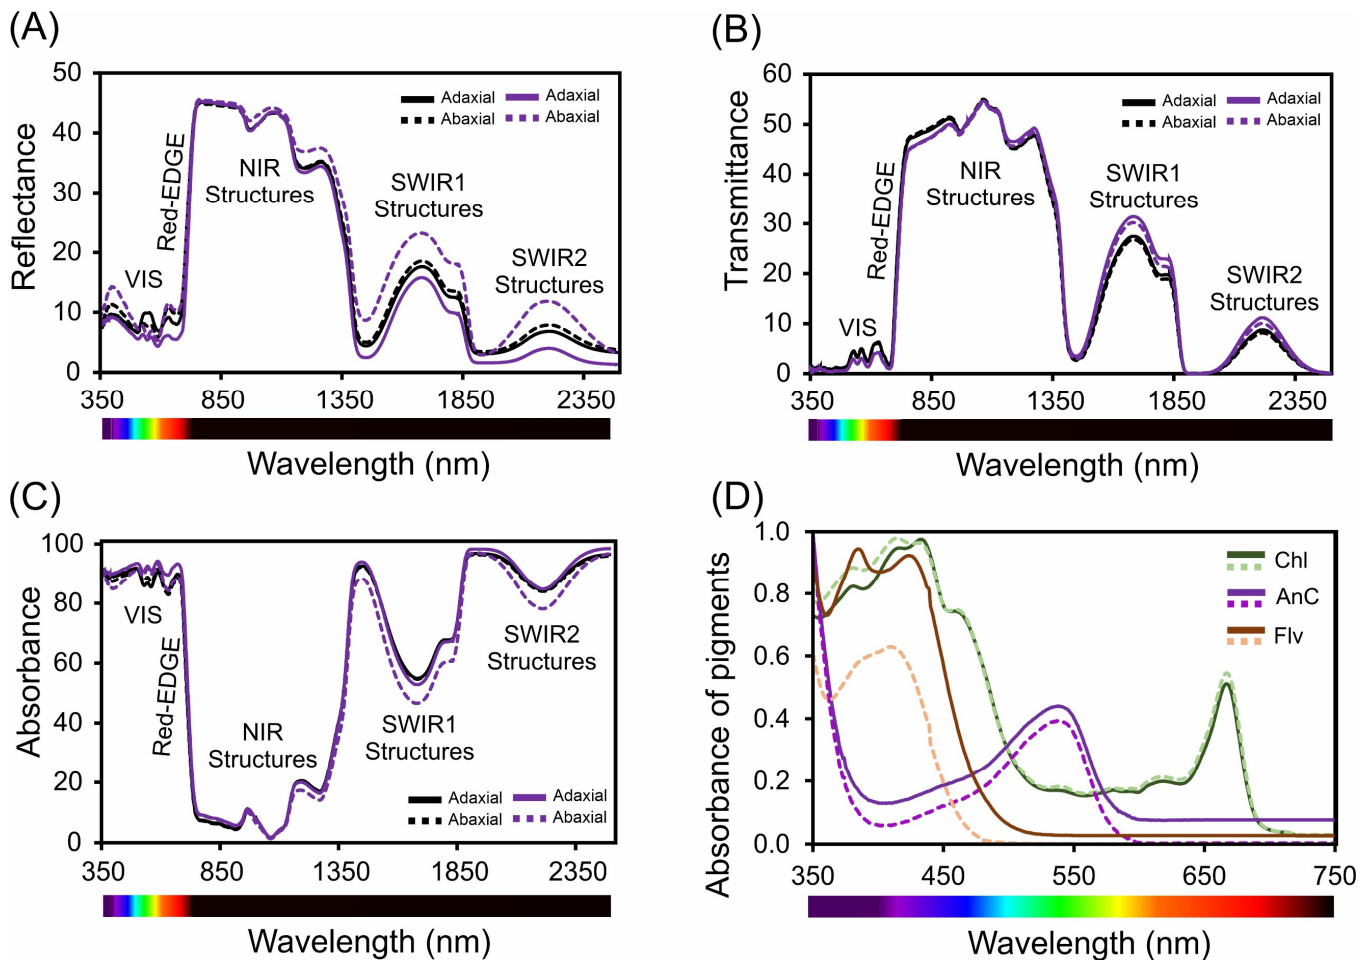 (A)
Reflectance
50
40
30
20
10
0
350
850
1350
1850
2350
Wavelength (nm)
Adaxial
Adaxial
Abaxial
Abaxial
VIS
Red-EDGE
NIR
Structures
SWIR1
Structures
SWIR2
Structures
(B)
Transmittance
60
50
40
30
20
10
0
350
850
1350
1850
2350
Wavelength (nm)
Adaxial
Adaxial
Abaxial
Abaxial
VIS
Red-EDGE
NIR
Structures
SWIR1
Structures
SWIR2
Structures
(C)
Absorbance
100
80
60
40
20
0
350
850
1350
1850
2350
Wavelength (nm)
VIS
Red-EDGE
NIR
Structures
SWIR1
Structures
SWIR2
Structures
Adaxial
Adaxial
Abaxial
Abaxial
(D)
Absorbance of pigments
1.0
0.8
0.6
0.4
0.2
0.0
350
450
550
650
750
Wavelength (nm)
Chl
AnC
Flv